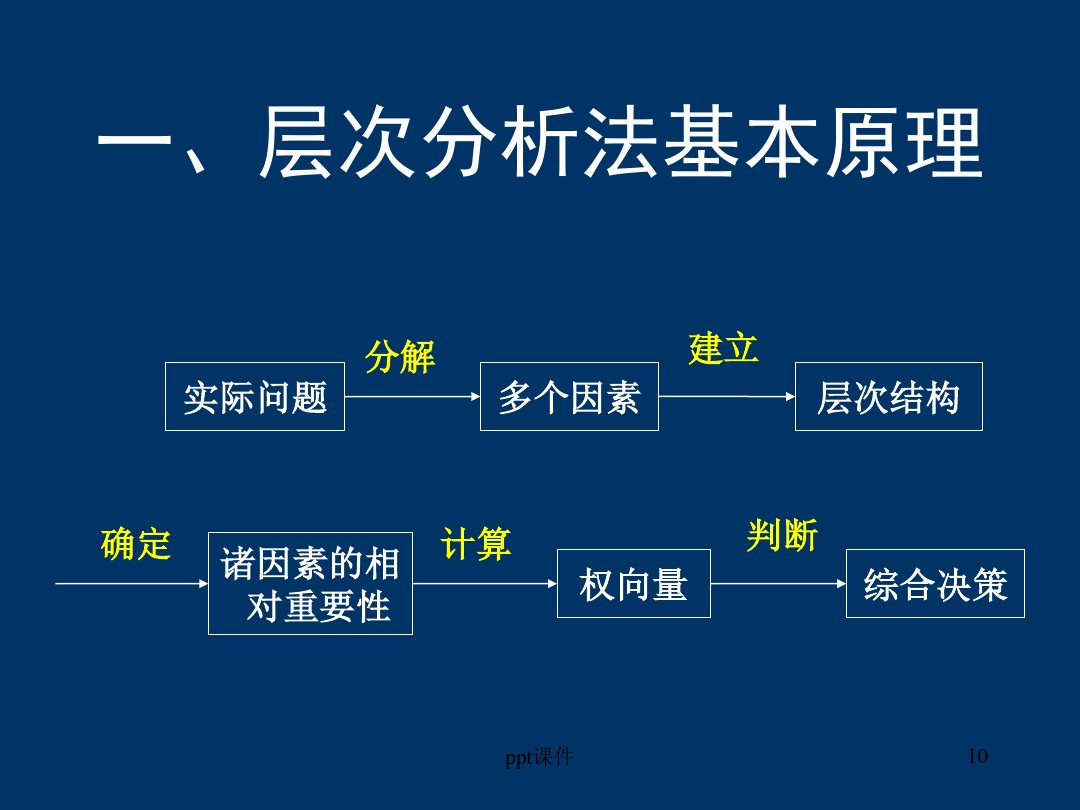 一、层次分析法基本原理
分解
建立
实际问题
多个因素
层次结构
确定
计算
判断
诸因素的相
对重要性
权向量
综合决策
ppt课件
10